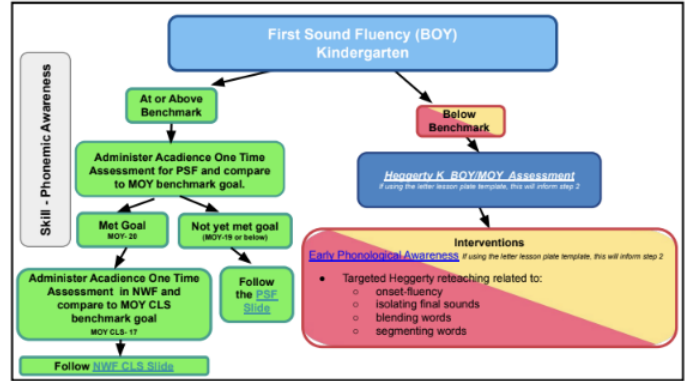 First Sound Fluency (BOY)
Kindergarten
Skill - Phonemic Awareness
At or Above
Benchmark
Below
Benchmark
Administer Acadience One Time
Assessment for PSF and compare
to MOY benchmark goal.
Heggerty K BOY/MOY Assessment
If using the letter lesson plate template, this will inform step 2
Met Goal
MOY- 20
Not yet met goal
(MOY-19 or below)
Interventions
Early Phonological Awareness If using the letter lesson plate template, this will inform step 2
● Targeted Heggerty reteaching related to:
○ onset-fluency
○ isolating final sounds
○ blending words
○ segmenting words
Administer Acadience One Time
Assessment in NWF and
compare to MOY CLS
benchmark goal
MOY CLS- 17
Follow
the PSF
Slide
Follow NWF CLS Slide